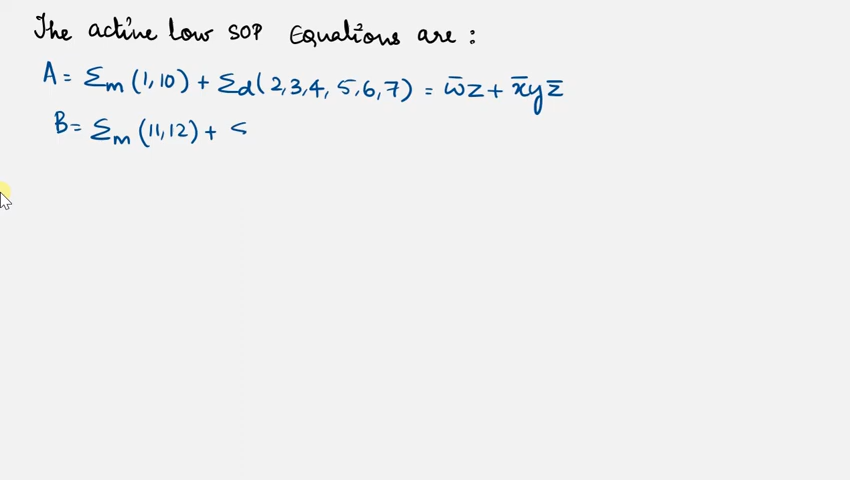 The active low SOP Equations are :
A = Σm (1,10) + Σd (2,3,4, 5,6,7) = w̅z + x̅yz̅
B = Σm (11,12) +